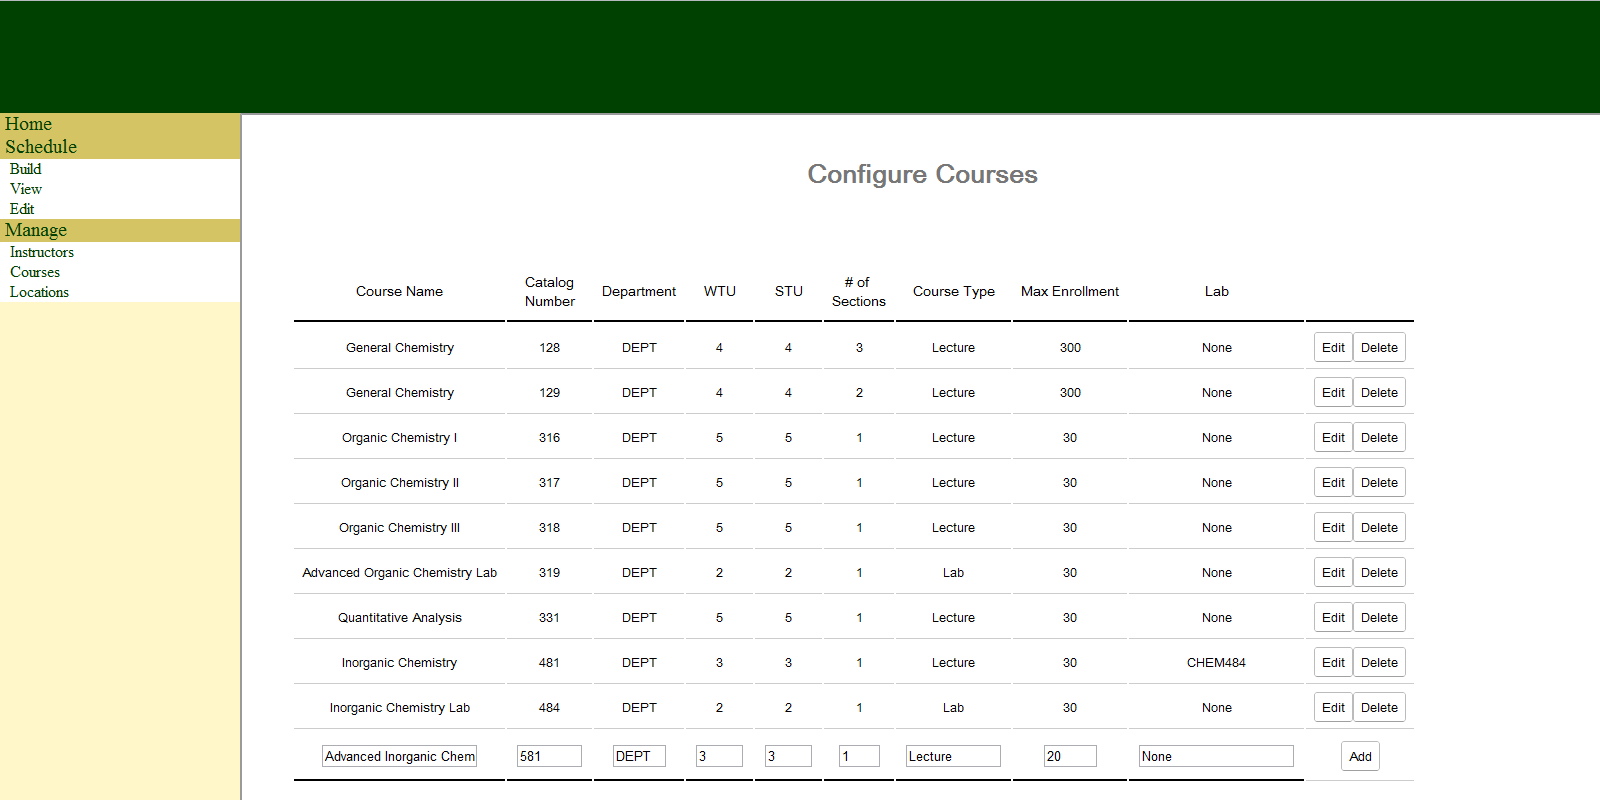 Home
Schedule
Build
View
Edit
Manage
Instructors
Courses
Locations
Configure Courses
Course Name Catalog Number Department WTU STU # of Sections Course Type Max Enrollment Lab
General Chemistry 128 DEPT 4 4 3 Lecture 300 None Edit Delete
General Chemistry 129 DEPT 4 4 2 Lecture 300 None Edit Delete
Organic Chemistry I 316 DEPT 5 5 1 Lecture 30 None Edit Delete
Organic Chemistry II 317 DEPT 5 5 1 Lecture 30 None Edit Delete
Organic Chemistry III 318 DEPT 5 5 1 Lecture 30 None Edit Delete
Advanced Organic Chemistry Lab 319 DEPT 2 2 1 Lab 30 None Edit Delete
Quantitative Analysis 331 DEPT 5 5 1 Lecture 30 None Edit Delete
Inorganic Chemistry 481 DEPT 3 3 1 Lecture 30 CHEM484 Edit Delete
Inorganic Chemistry Lab 484 DEPT 2 2 1 Lab 30 None Edit Delete
Advanced Inorganic Chem 581 DEPT 3 3 1 Lecture 20 None Add